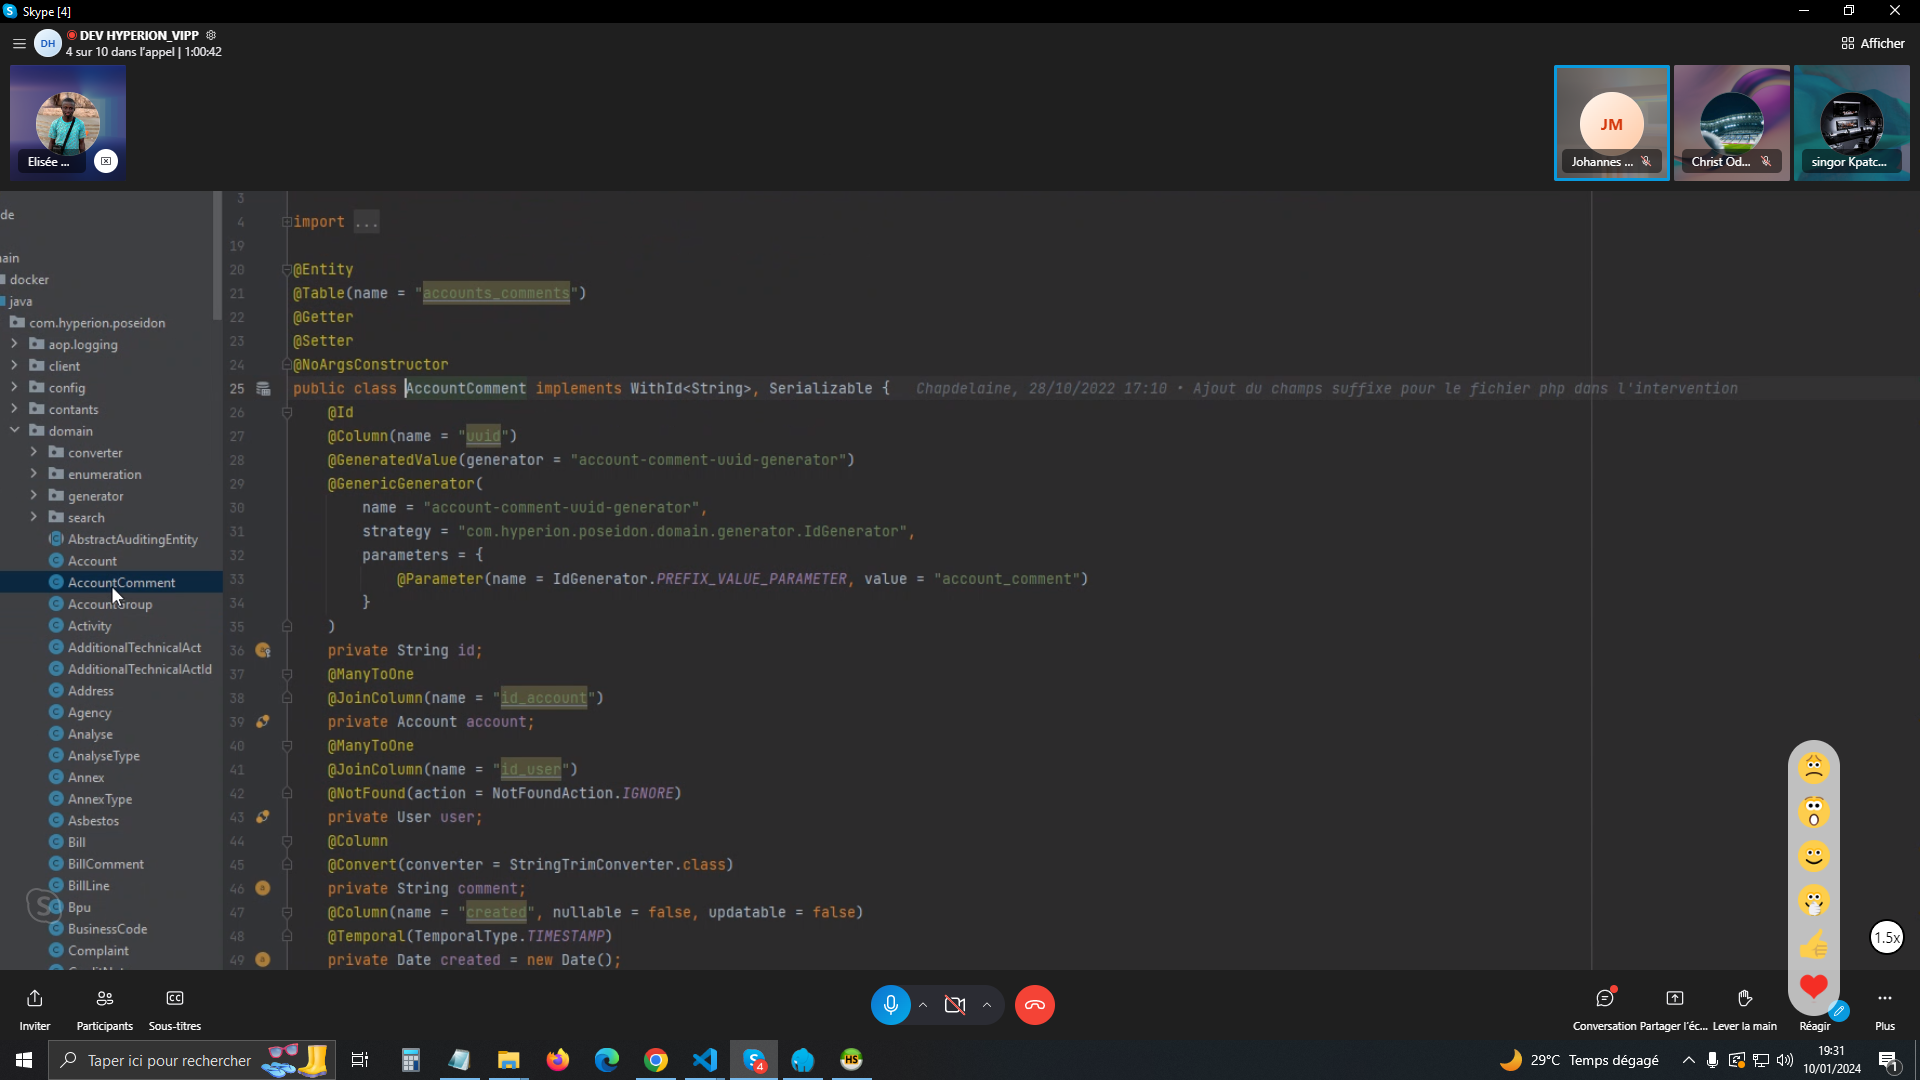 Skype [4]
DH
DEV HYPERION_VIPP
4 sur 10 dans l'appel | 1:00:42
Afficher
Elisée ...
JM
Johannes ...
Christ Od...
singor Kpatc...
de
ain
docker
java
com.hyperion.poseidon
aop.logging
client
config
contants
domain
converter
enumeration
generator
search
AbstractAuditingEntity
Account
AccountComment
AccountGroup
Activity
AdditionalTechnicalAct
AdditionalTechnicalActId
Address
Agency
Analyse
AnalyseType
Annex
AnnexType
Asbestos
Bill
BillComment
BillLine
Bpu
BusinessCode
Complaint
3
4 import ...
19
20 @Entity
21 @Table(name = "accounts_comments")
22 @Getter
23 @Setter
24 @NoArgsConstructor
25 public class AccountComment implements WithId<String>, Serializable { Chapdelaine, 28/10/2022 17:10 • Ajout du champs suffixe pour le fichier php dans l'intervention
26 @Id
27 @Column(name = "uuid")
28 @GeneratedValue(generator = "account-comment-uuid-generator")
29 @GenericGenerator(
30 name = "account-comment-uuid-generator",
31 strategy = "com.hyperion.poseidon.domain.generator.IdGenerator",
32 parameters = {
33 @Parameter(name = IdGenerator.PREFIX_VALUE_PARAMETER, value = "account_comment")
34 }
35 )
36 private String id;
37 @ManyToOne
38 @JoinColumn(name = "id_account")
39 private Account account;
40 @ManyToOne
41 @JoinColumn(name = "id_user")
42 @NotFound(action = NotFoundAction.IGNORE)
43 private User user;
44 @Column
45 @Convert(converter = StringTrimConverter.class)
46 private String comment;
47 @Column(name = "created", nullable = false, updatable = false)
48 @Temporal(TemporalType.TIMESTAMP)
49 private Date created = new Date();
1.5x
Inviter
Participants
Sous-titres
Conversation
Partager l'éc...
Lever la main
Réagir
Plus
Taper ici pour rechercher
4
HS
29°C Temps dégagé
19:31
10/01/2024
1